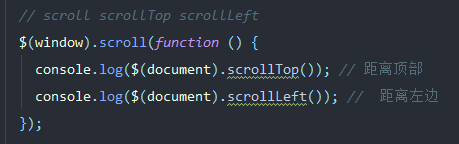 // scroll scrollTop scrollLeft
$(window).scroll(function () {
console.log($(document).scrollTop()); // 距离顶部
console.log($(document).scrollLeft()); // 距离左边
});